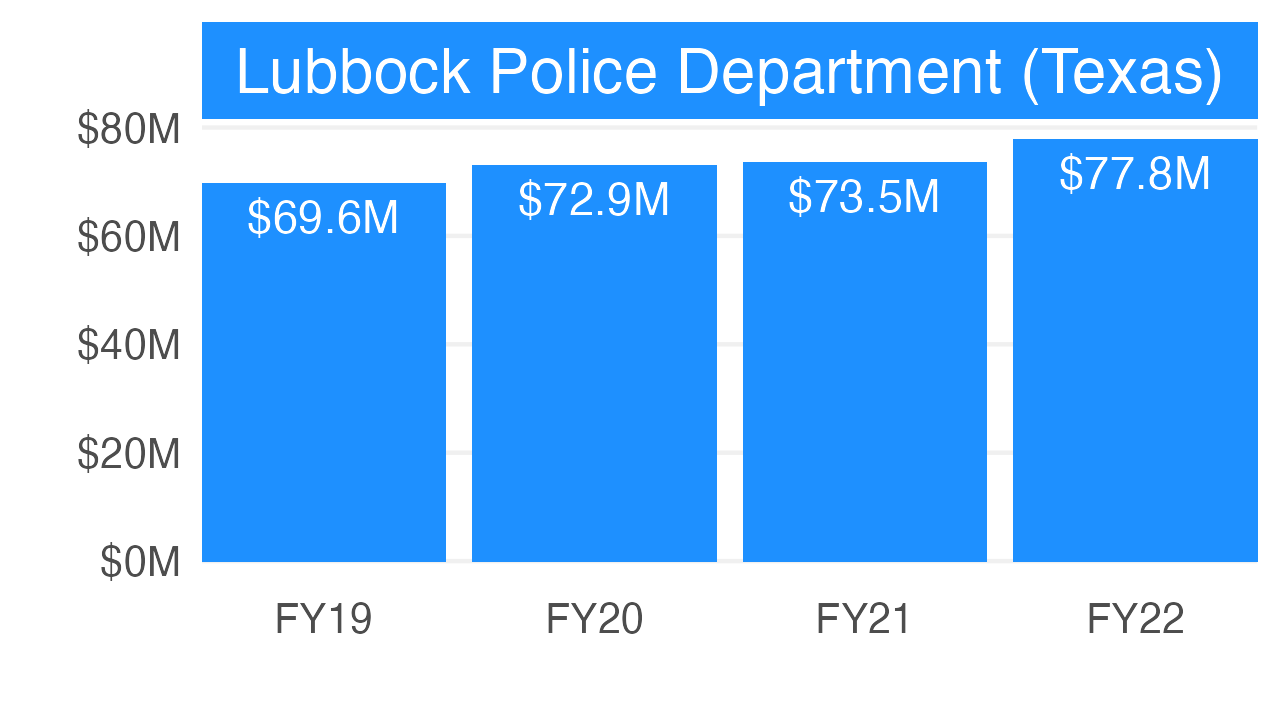 Lubbock Police Department (Texas)
$80M
$60M
$40M
$20M
$0M
$69.6M
$72.9M
$73.5M
$77.8M
FY19
FY20
FY21
FY22